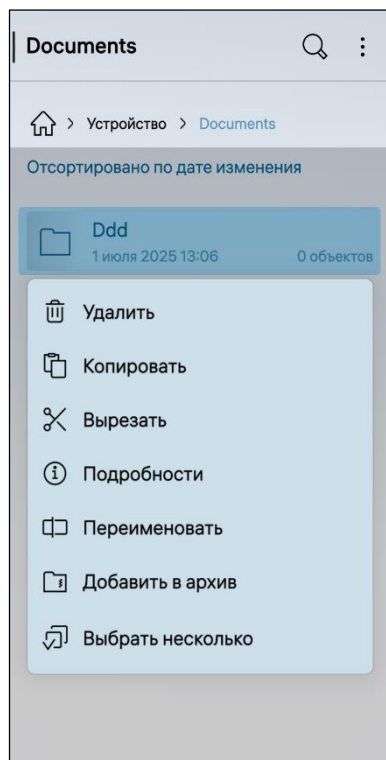 Documents
Устройство > Documents
Отсортировано по дате изменения
Ddd
1 июля 2025 13:06 0 объектов
Удалить
Копировать
Вырезать
Подробности
Переименовать
Добавить в архив
Выбрать несколько